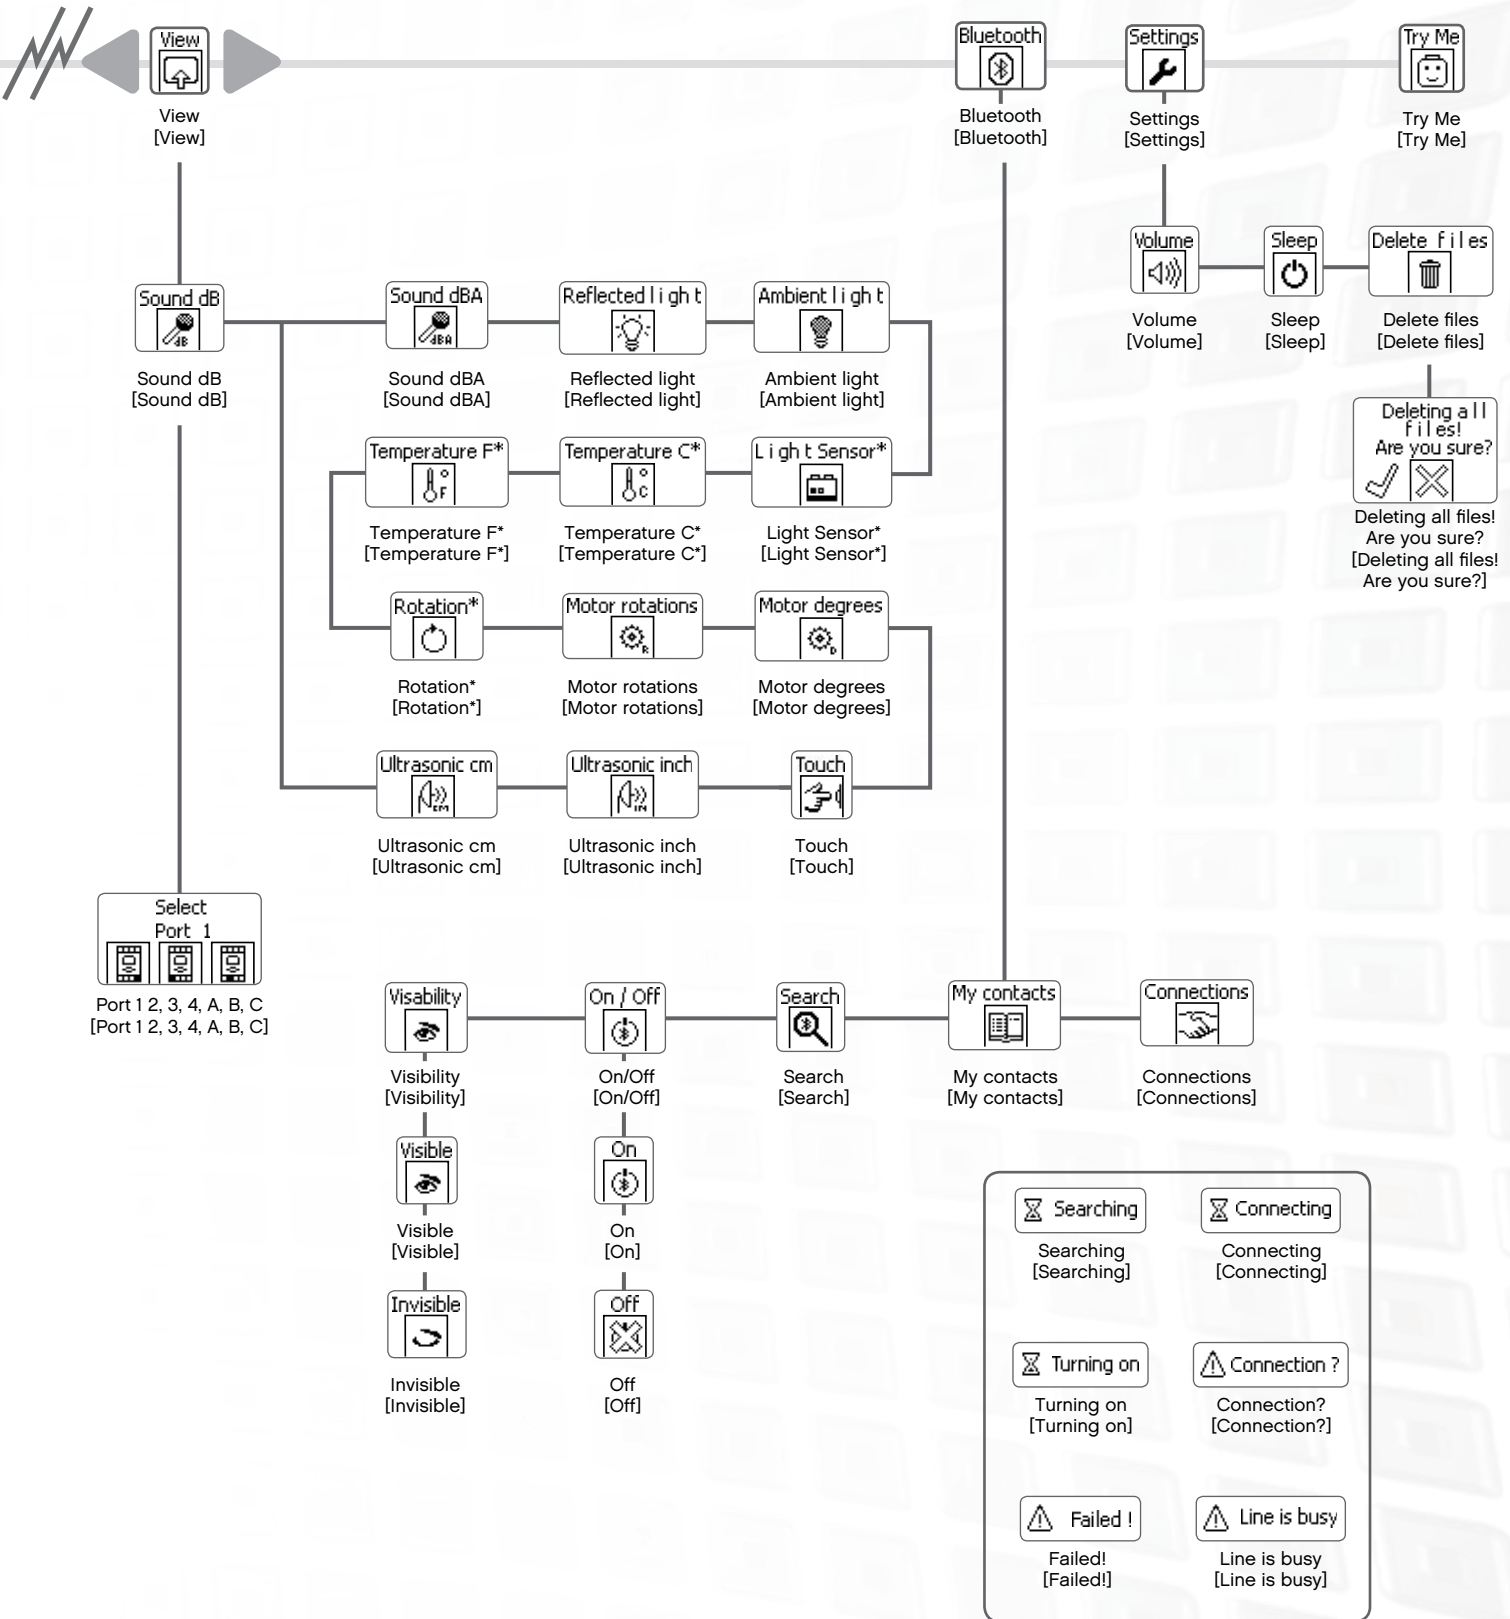 View
Bluetooth
Settings
Try Me
View
[View]
Bluetooth
[Bluetooth]
Settings
[Settings]
Try Me
[Try Me]
Volume
Sleep
Delete files
Volume
[Volume]
Sleep
[Sleep]
Delete files
[Delete files]
Deleting all
files!
Are you sure?
Deleting all files!
Are you sure?
[Deleting all files!
Are you sure?]
Sound dB
dB
Sound dBA
dBA
Reflected light
Ambient light
Sound dB
[Sound dB]
Sound dBA
[Sound dBA]
Reflected light
[Reflected light]
Ambient light
[Ambient light]
Temperature F*
F
Temperature C*
C
Light Sensor*
Temperature F*
[Temperature F*]
Temperature C*
[Temperature C*]
Light Sensor*
[Light Sensor*]
Rotation*
Motor rotations
R
Motor degrees
D
Rotation*
[Rotation*]
Motor rotations
[Motor rotations]
Motor degrees
[Motor degrees]
Ultrasonic cm
CM
Ultrasonic inch
IN
Touch
Ultrasonic cm
[Ultrasonic cm]
Ultrasonic inch
[Ultrasonic inch]
Touch
[Touch]
Select
Port 1
Port 1 2, 3, 4, A, B, C
[Port 1 2, 3, 4, A, B, C]
Visability
On / Off
Search
My contacts
Connections
Visibility
[Visibility]
On/Off
[On/Off]
Search
[Search]
My contacts
[My contacts]
Connections
[Connections]
Visible
On
Visible
[Visible]
On
[On]
Invisible
Off
Invisible
[Invisible]
Off
[Off]
Searching
Connecting
Searching
[Searching]
Connecting
[Connecting]
Turning on
Connection ?
Turning on
[Turning on]
Connection?
[Connection?]
Failed !
Line is busy
Failed!
[Failed!]
Line is busy
[Line is busy]